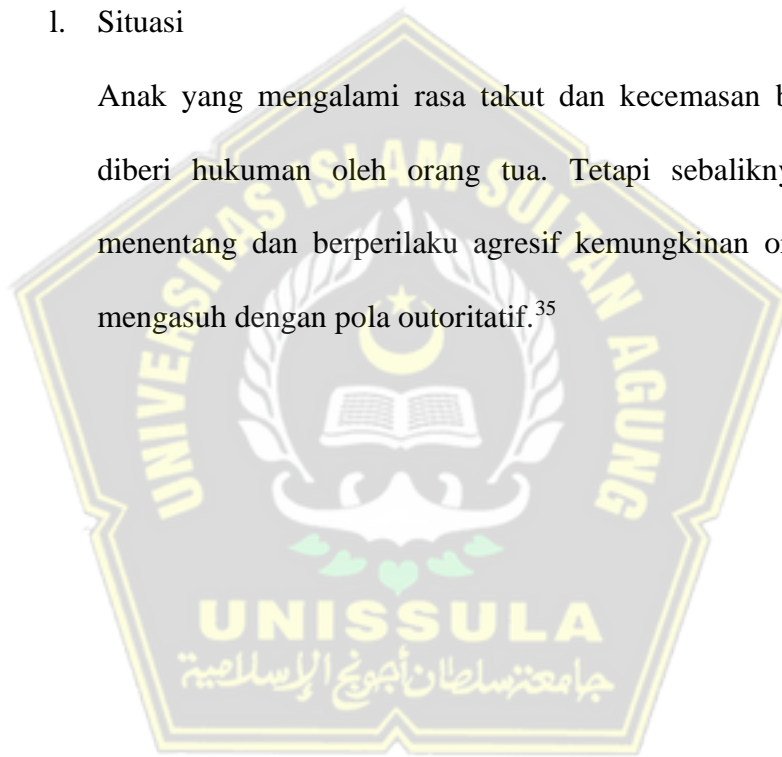 l. Situasi
Anak yang mengalami rasa takut dan kecemasan
diberi hukuman oleh orang tua. Tetapi
menentang dan berperilaku agresif kemungkinan
mengasuh dengan pola outoritatif.35
UNIVERSITAS ISLAM SULTAN AGUNG
UNISSULA
جامعة سلطان أجونج الإسلامية